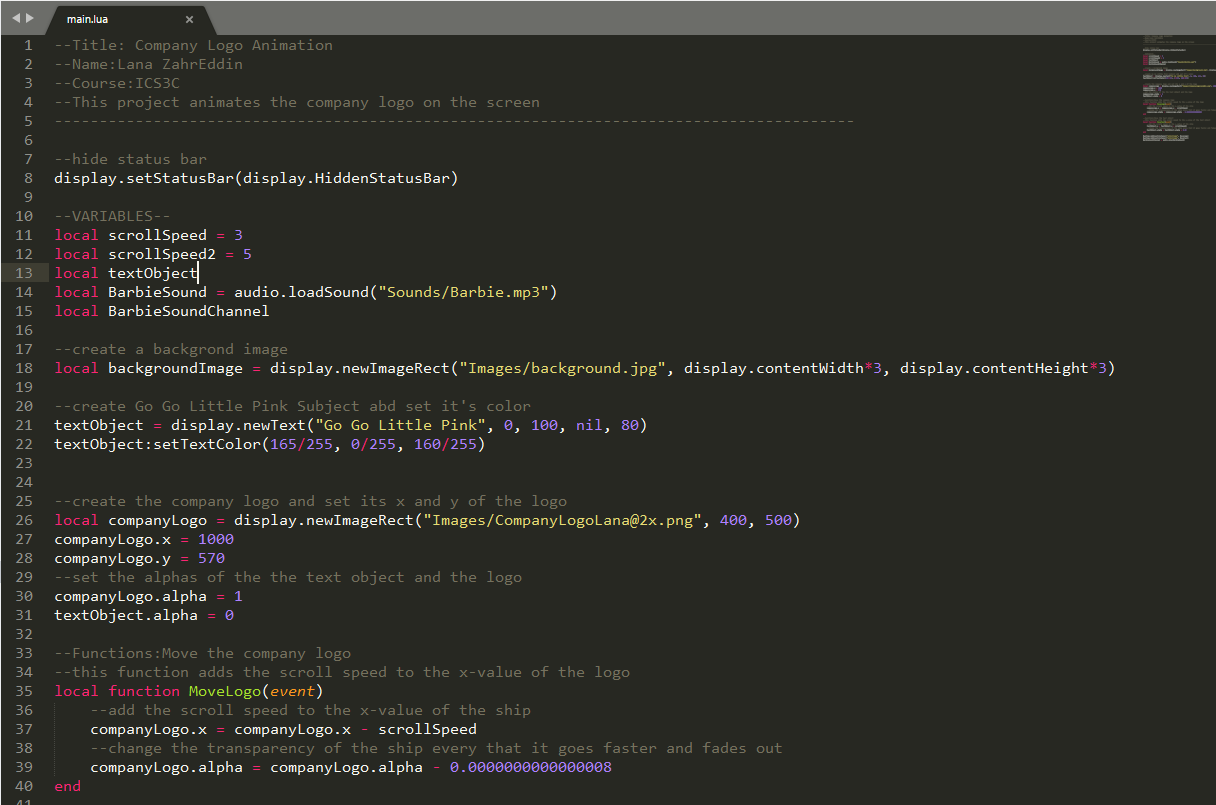 main.lua ×
1 --Title: Company Logo Animation
2 --Name:Lana ZahrEddin
3 --Course:ICS3C
4 --This project animates the company logo on the screen
5 -----------------------------------------------------------------------------------------
6
7 --hide status bar
8 display.setStatusBar(display.HiddenStatusBar)
9
10 --VARIABLES--
11 local scrollSpeed = 3
12 local scrollSpeed2 = 5
13 local textObject
14 local BarbieSound = audio.loadSound("Sounds/Barbie.mp3")
15 local BarbieSoundChannel
16
17 --create a backgrond image
18 local backgroundImage = display.newImageRect("Images/background.jpg", display.contentWidth*3, display.contentHeight*3)
19
20 --create Go Go Little Pink Subject abd set it's color
21 textObject = display.newText("Go Go Little Pink", 0, 100, nil, 80)
22 textObject:setTextColor(165/255, 0/255, 160/255)
23
24
25 --create the company logo and set its x and y of the logo
26 local companyLogo = display.newImageRect("Images/CompanyLogoLana@2x.png", 400, 500)
27 companyLogo.x = 1000
28 companyLogo.y = 570
29 --set the alphas of the the text object and the logo
30 companyLogo.alpha = 1
31 textObject.alpha = 0
32
33 --Functions:Move the company logo
34 --this function adds the scroll speed to the x-value of the logo
35 local function MoveLogo(event)
36 --add the scroll speed to the x-value of the ship
37 companyLogo.x = companyLogo.x - scrollSpeed
38 --change the transparency of the ship every that it goes faster and fades out
39 companyLogo.alpha = companyLogo.alpha - 0.0000000000000008
40 end
41